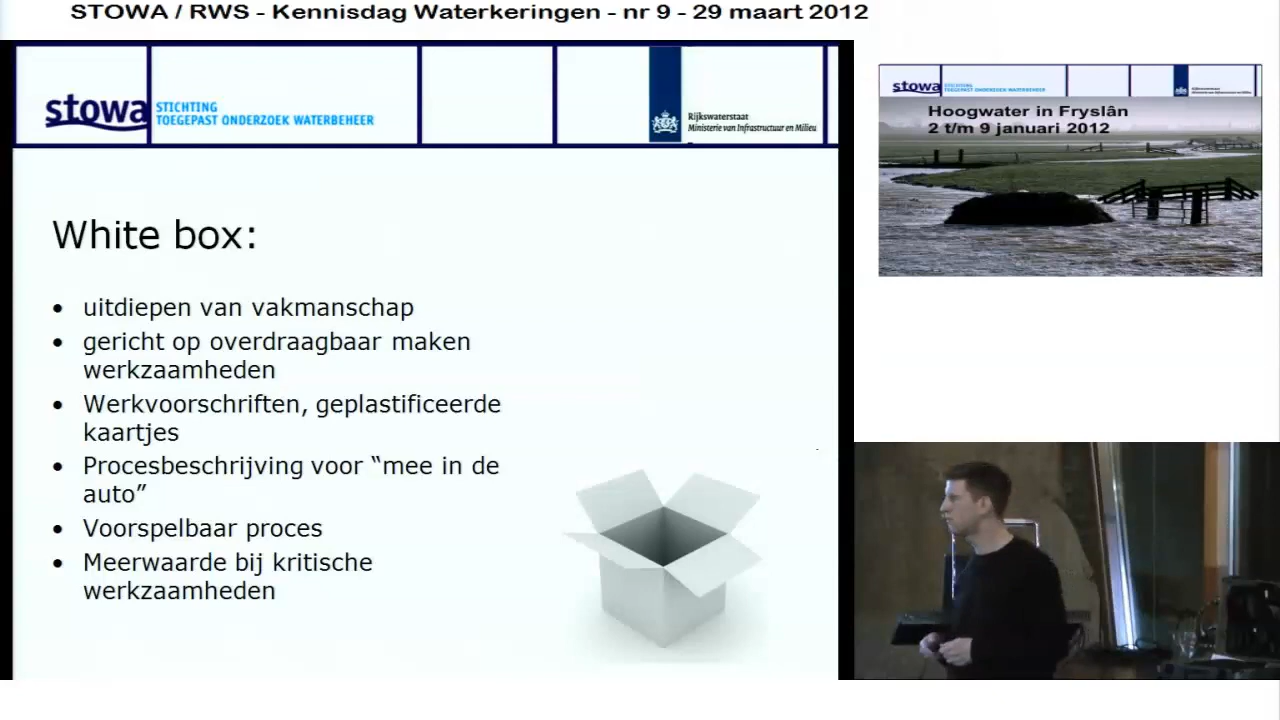 STOWA / RWS - Kennisdag Waterkeringen - nr 9 - 29 maart 2012
stowa
STICHTING
TOEGEPAST ONDERZOEK WATERBEHEER
Rijkswaterstaat
Ministerie van Infrastructuur en Milieu
White box:
• uitdiepen van vakmanschap
• gericht op overdraagbaar maken
werkzaamheden
• Werkvoorschriften, geplastificeerde
kaartjes
• Procesbeschrijving voor “mee in de
auto”
• Voorspelbaar proces
• Meerwaarde bij kritische
werkzaamheden
stowa
STICHTING
TOEGEPAST ONDERZOEK WATERBEHEER
Hoogwater in Fryslân
2 t/m 9 januari 2012